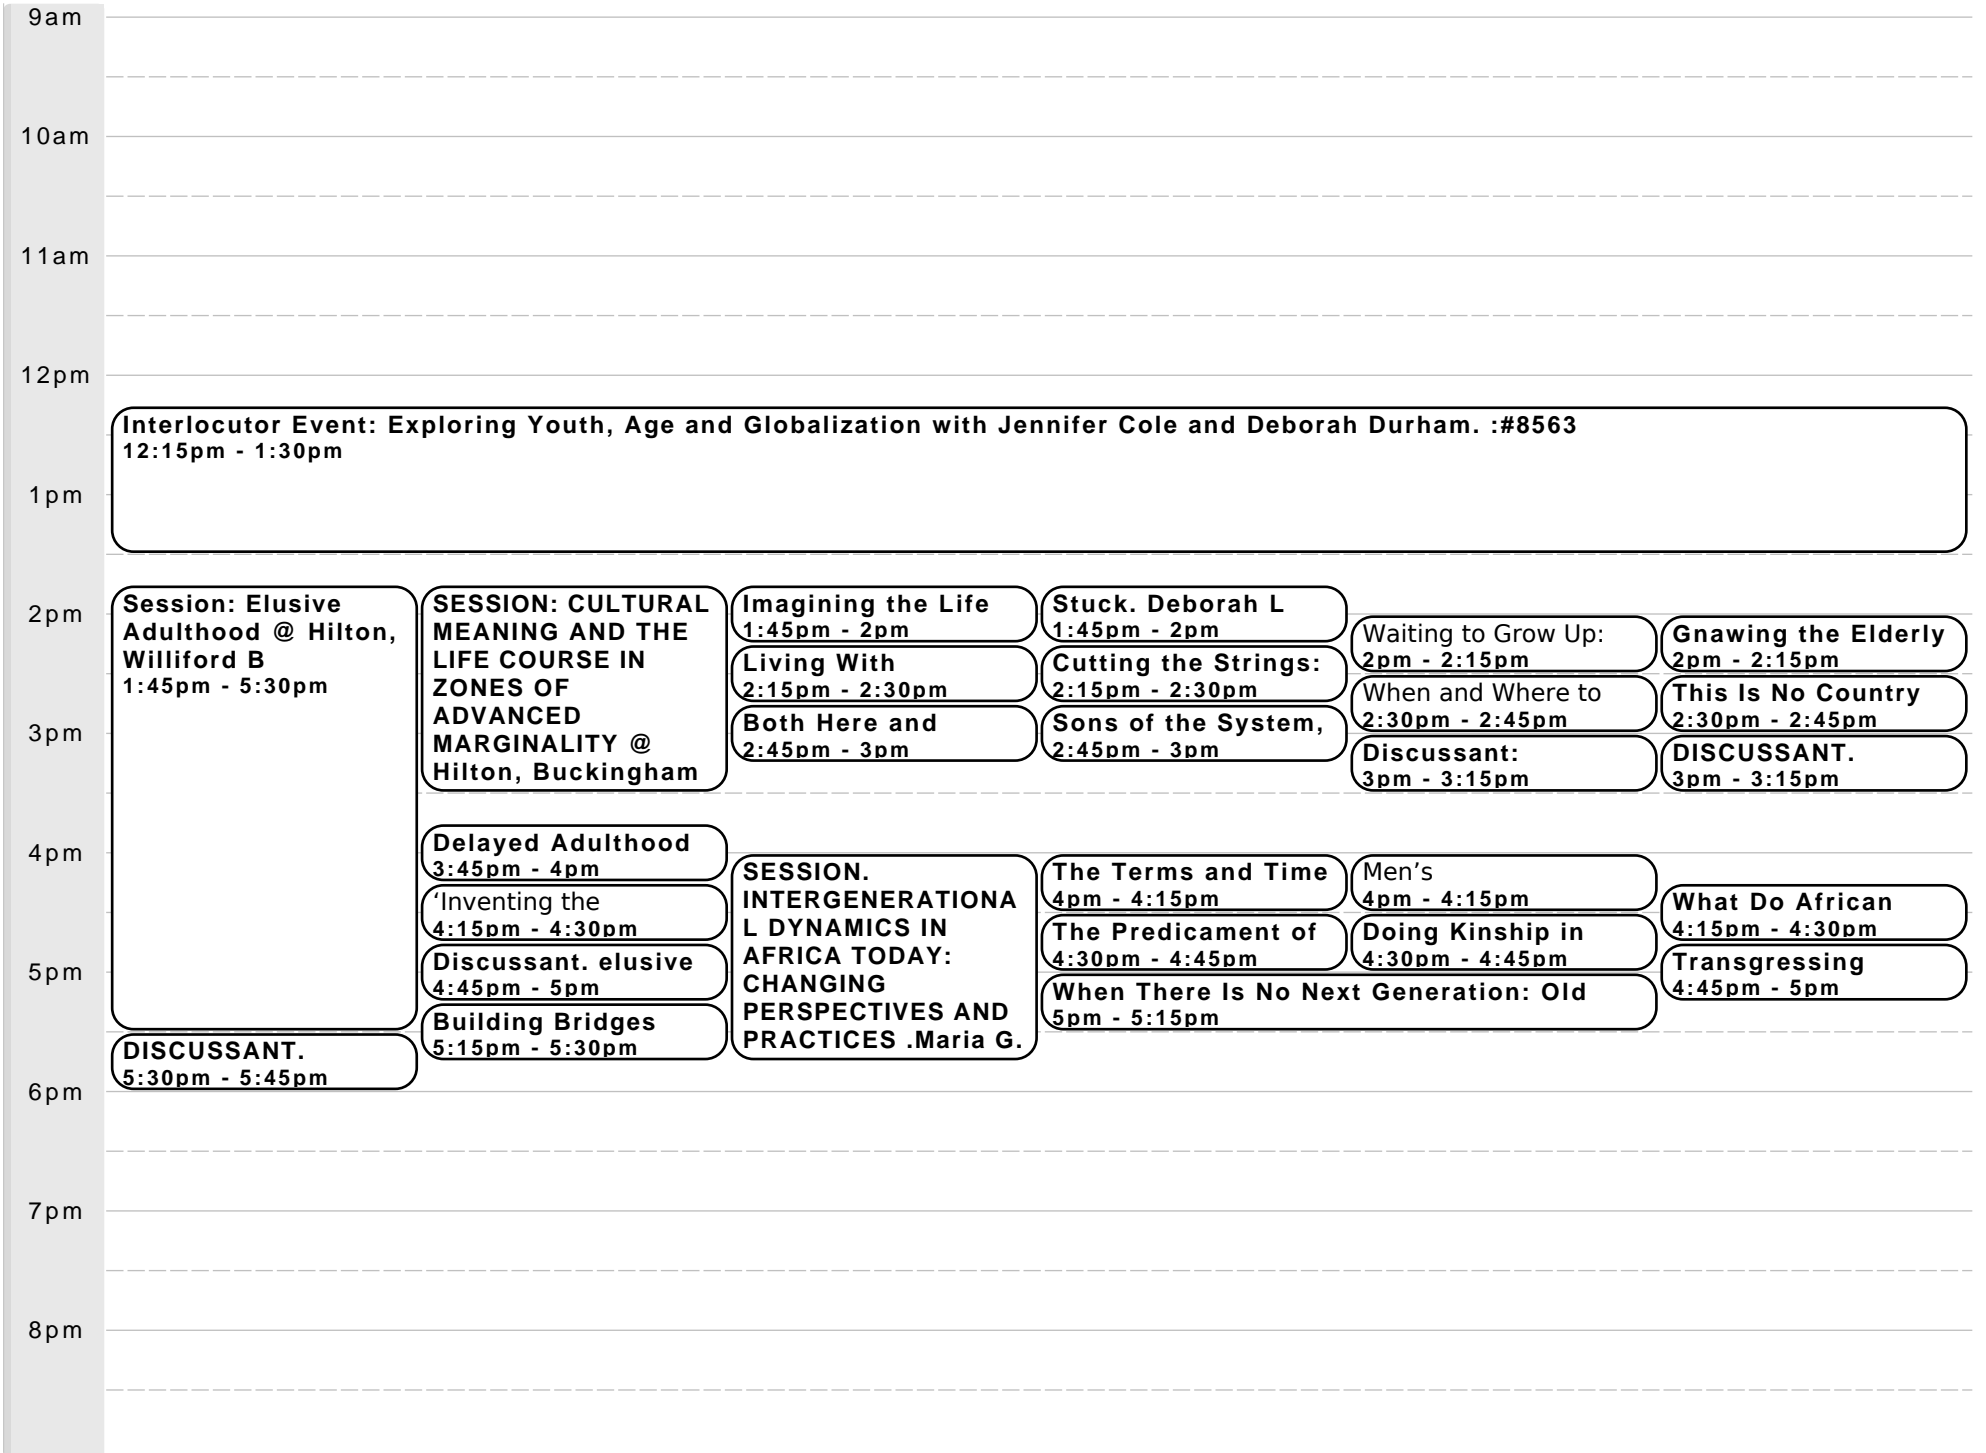 9am
10am
11am
12pm
Interlocutor Event: Exploring Youth, Age and Globalization with Jennifer Cole and Deborah Durham. :#8563
12:15pm - 1:30pm
1pm
2pm
3pm
4pm
5pm
6pm
7pm
8pm
Session: Elusive
Adulthood @ Hilton,
Williford B
1:45pm - 5:30pm
DISCUSSANT.
5:30pm - 5:45pm
SESSION: CULTURAL
MEANING AND THE
LIFE COURSE IN
ZONES OF
ADVANCED
MARGINALITY @
Hilton, Buckingham
Delayed Adulthood
3:45pm - 4pm
‘Inventing the
4:15pm - 4:30pm
Discussant. elusive
4:45pm - 5pm
Building Bridges
5:15pm - 5:30pm
Imagining the Life
1:45pm - 2pm
Living With
2:15pm - 2:30pm
Both Here and
2:45pm - 3pm
SESSION.
INTERGENERATIONA
L DYNAMICS IN
AFRICA TODAY:
CHANGING
PERSPECTIVES AND
PRACTICES .Maria G.
Stuck. Deborah L
1:45pm - 2pm
Cutting the Strings:
2:15pm - 2:30pm
Sons of the System,
2:45pm - 3pm
The Terms and Time
4pm - 4:15pm
The Predicament of
4:30pm - 4:45pm
When There Is No Next Generation: Old
5pm - 5:15pm
Waiting to Grow Up:
2pm - 2:15pm
When and Where to
2:30pm - 2:45pm
Discussant:
3pm - 3:15pm
Men’s
4pm - 4:15pm
Doing Kinship in
4:30pm - 4:45pm
Gnawing the Elderly
2pm - 2:15pm
This Is No Country
2:30pm - 2:45pm
DISCUSSANT.
3pm - 3:15pm
What Do African
4:15pm - 4:30pm
Transgressing
4:45pm - 5pm